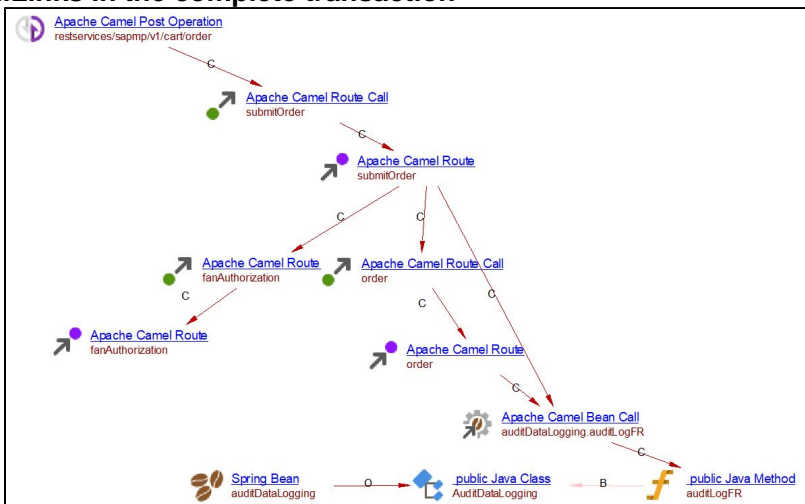 Apache Camel Post Operation
restservices/sapmp/v1/cart/order
C
Apache Camel Route Call
submitOrder
C
Apache Camel Route
submitOrder
C
C
Apache Camel Route
fanAuthorization
Apache Camel Route Call
order
C
C
C
Apache Camel Route
fanAuthorization
Apache Camel Route
order
C
Apache Camel Bean Call
auditDataLogging.auditLogFR
C
Spring Bean
auditDataLogging
O
public Java Class
AuditDataLogging
B
public Java Method
auditLogFR